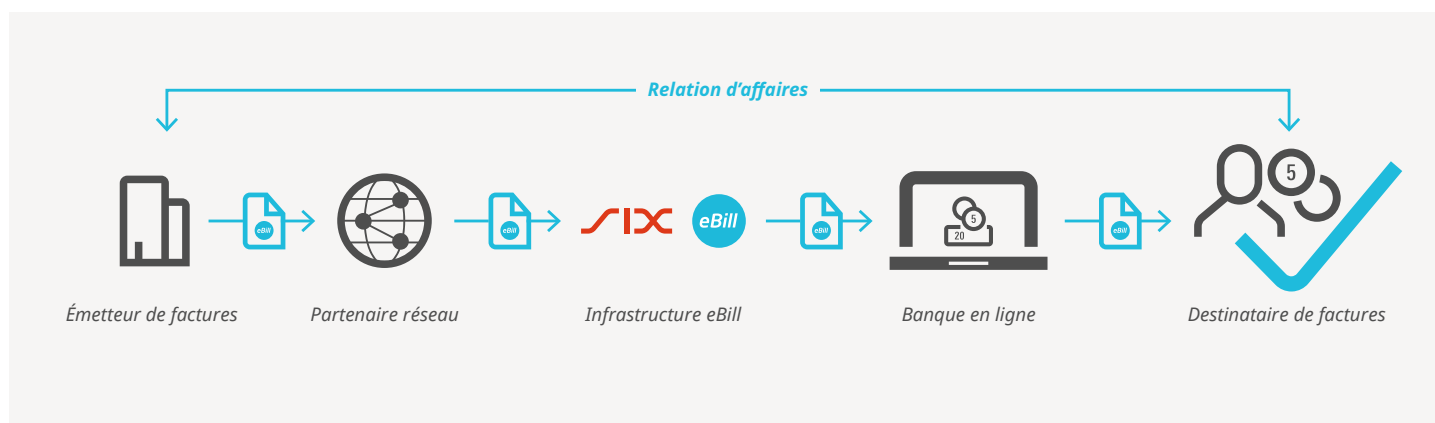 Relation d'affaires
5
eBill
eBill
SIX
eBill
eBill
5
20
eBill
Émetteur de factures
Partenaire réseau
Infrastructure eBill
Banque en ligne
Destinataire de factures